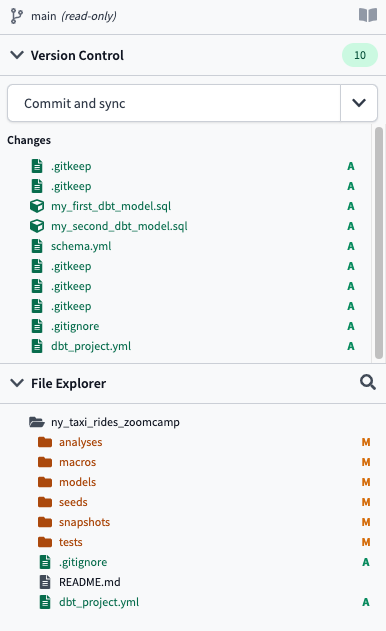 main (read-only)
Version Control 10
Commit and sync
Changes
.gitkeep A
.gitkeep A
my_first_dbt_model.sql A
my_second_dbt_model.sql A
schema.yml A
.gitkeep A
.gitkeep A
.gitkeep A
.gitignore A
dbt_project.yml A
File Explorer
ny_taxi_rides_zoomcamp
analyses M
macros M
models M
seeds M
snapshots M
tests M
.gitignore A
README.md
dbt_project.yml A